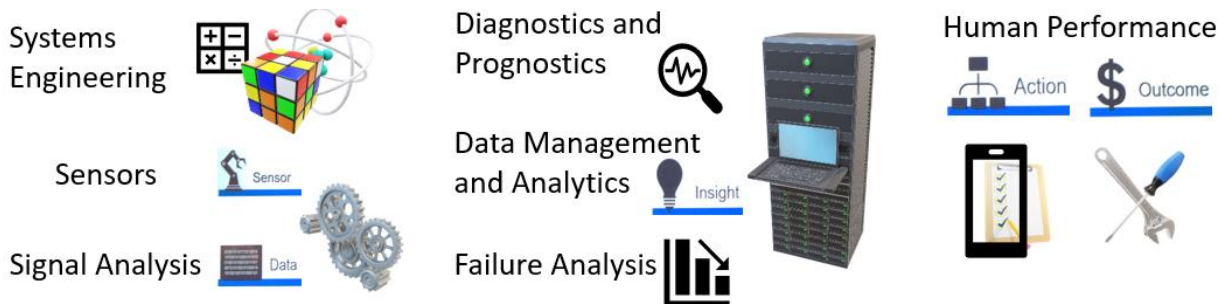 Systems
Engineering
Sensors
Sensor
Signal Analysis
Data
Diagnostics and
Prognostics
Data Management
and Analytics
Insight
Failure Analysis
Human Performance
Action
$ Outcome